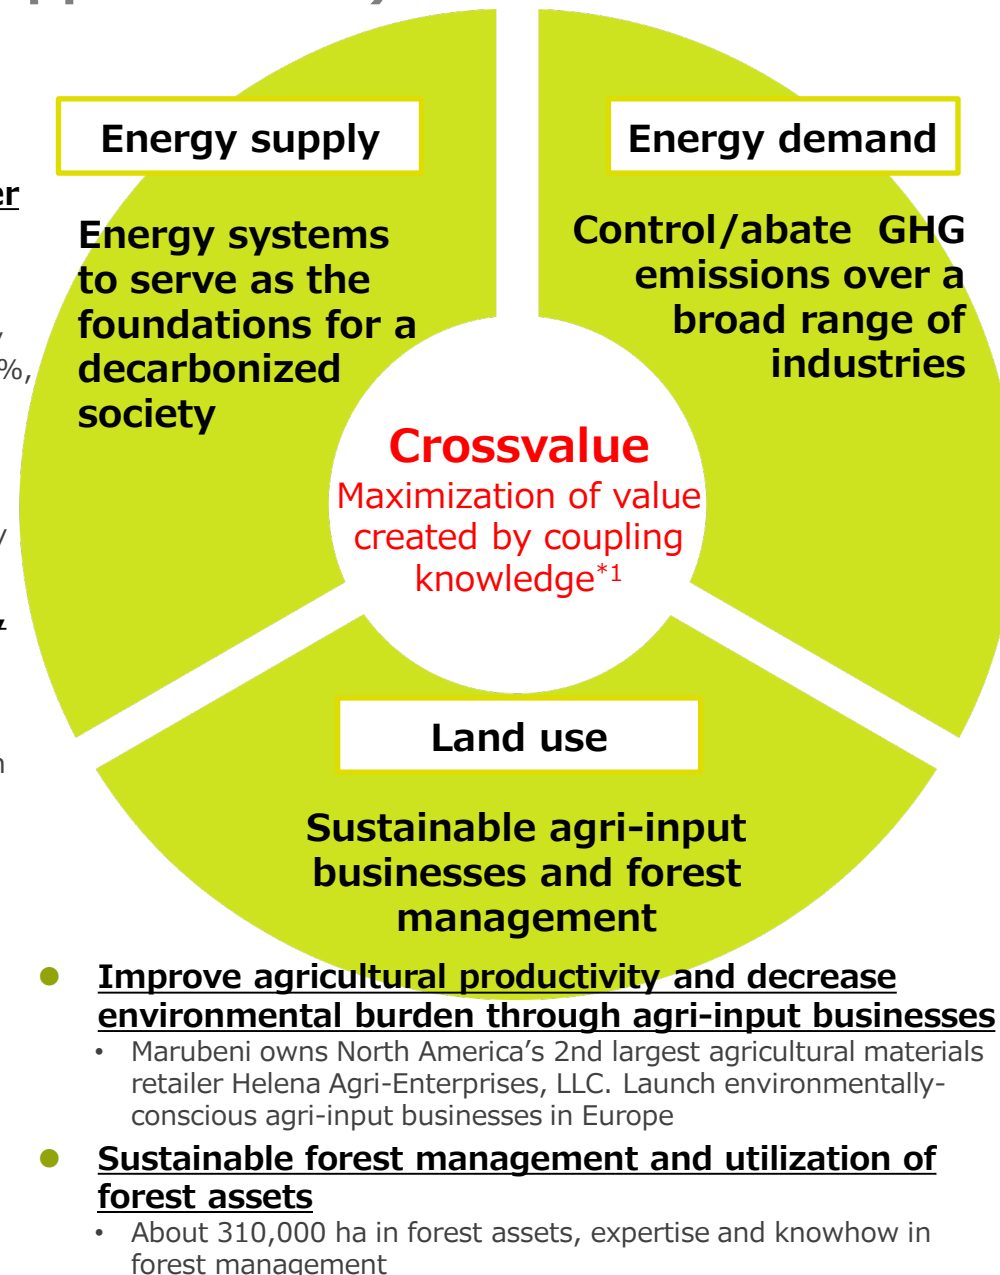 Energy supply
Energy systems
to serve as the
foundations for a
decarbonized
society
Energy demand
Control/abate GHG
emissions over a
broad range of
industries
Crossvalue
Maximization of value
created by coupling
knowledge*1
Land use
Sustainable agri-input
businesses and forest
management
● Improve agricultural productivity and decrease
environmental burden through agri-input businesses
• Marubeni owns North America’s 2nd largest agricultural materials
retailer Helena Agri-Enterprises, LLC. Launch environmentally-
conscious agri-input businesses in Europe
● Sustainable forest management and utilization of
forest assets
• About 310,000 ha in forest assets, expertise and knowhow in
forest management